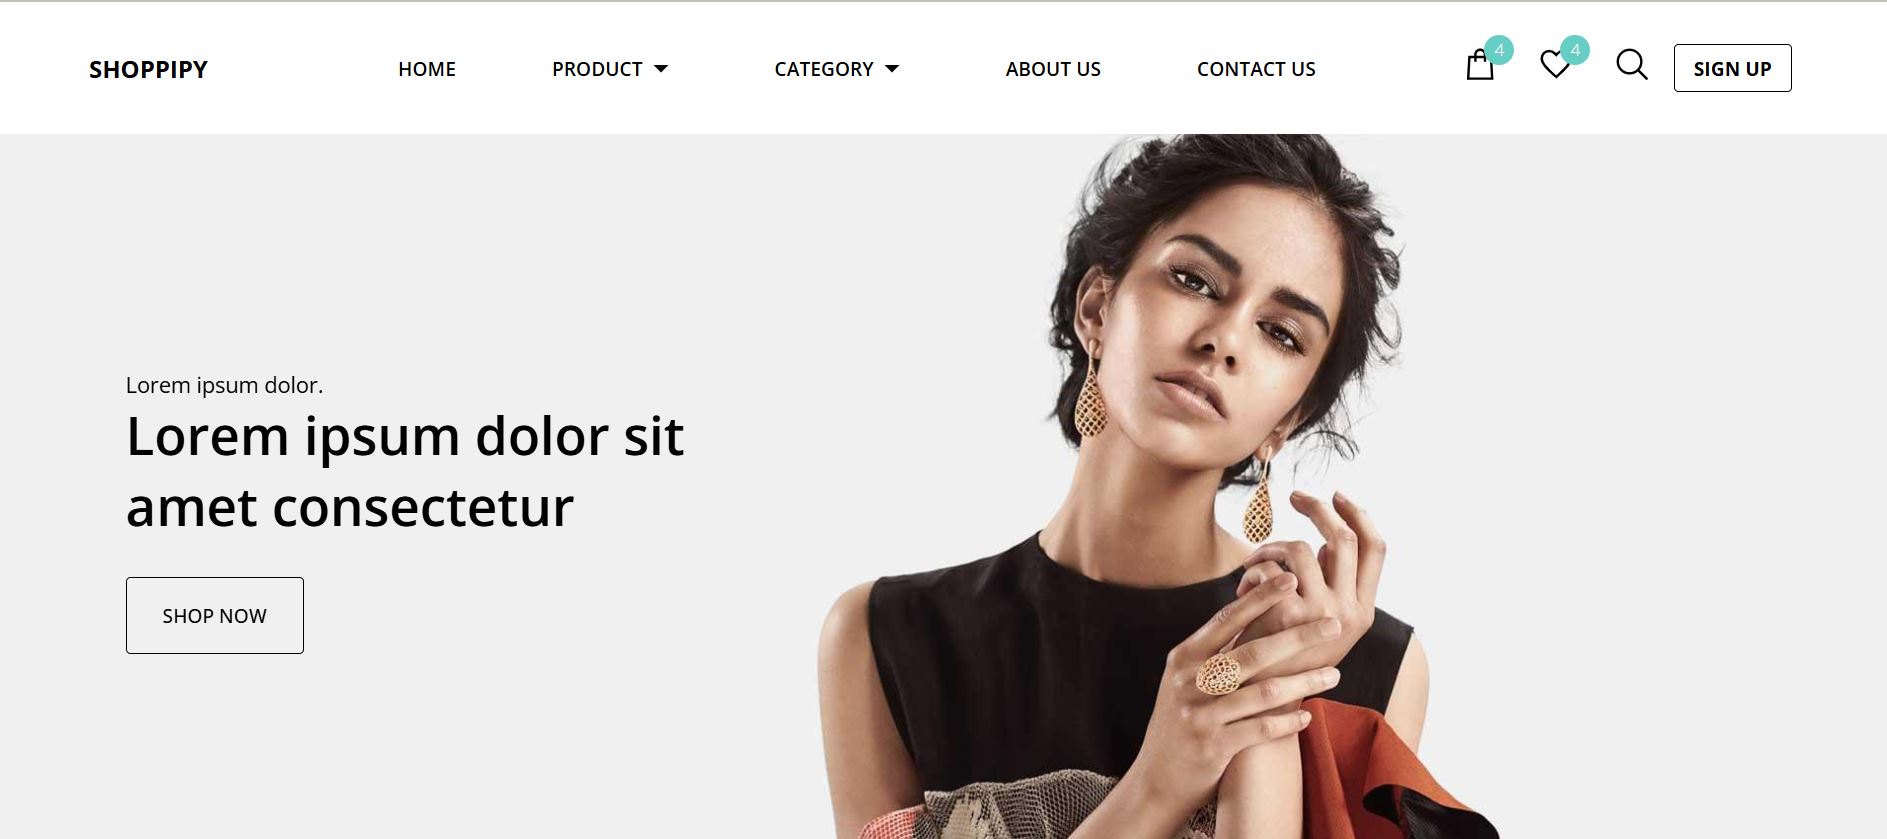 SHOPPIPY HOME PRODUCT CATEGORY ABOUT US CONTACT US 4 4 SIGN UP
Lorem ipsum dolor.
Lorem ipsum dolor sit
amet consectetur
SHOP NOW